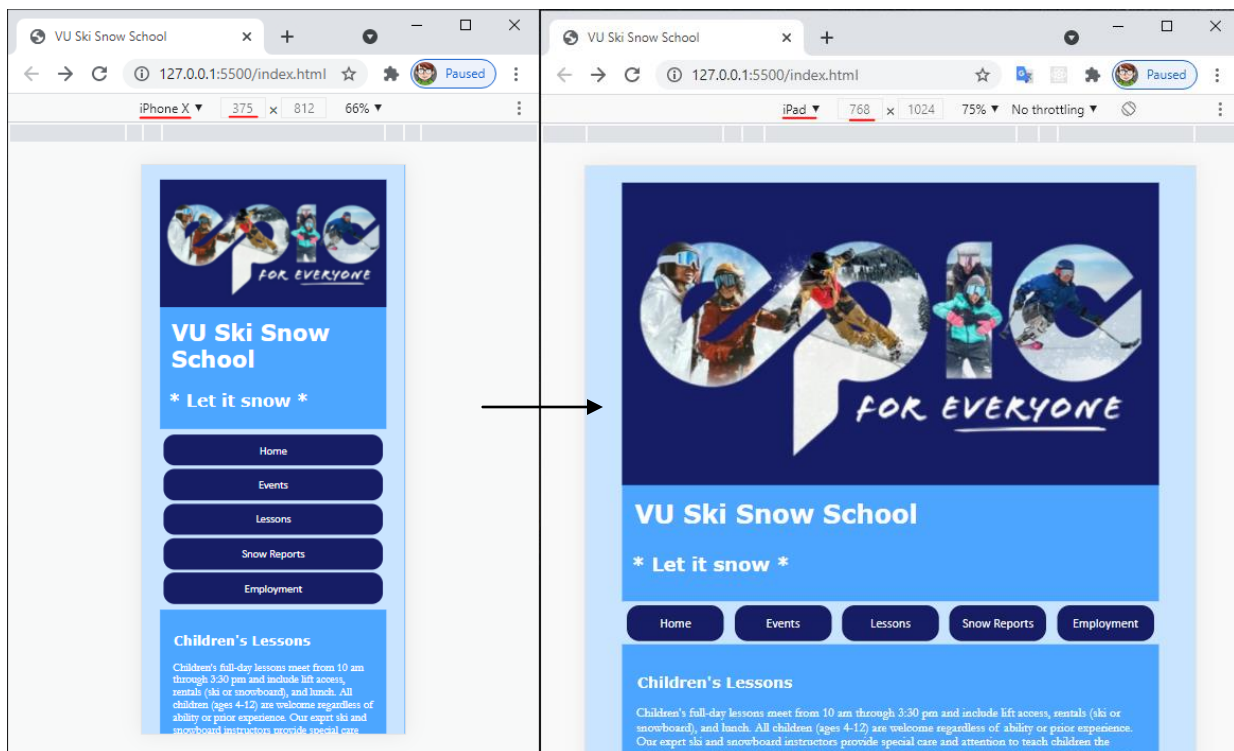 VU Ski Snow School
127.0.0.1:5500/index.html
Paused
iPhone X ▼ 375 × 812 66% ▼
epic
FOR EVERYONE
VU Ski Snow
School
* Let it snow *
Home
Events
Lessons
Snow Reports
Employment
Children's Lessons
Children's full-day lessons meet from 10 am
through 3:30 pm and include lift access,
rentals (ski or snowboard), and lunch. All
children (ages 4-12) are welcome regardless of
ability or prior experience. Our exprt ski and
snowboard instructors provide special care
VU Ski Snow School
127.0.0.1:5500/index.html
Paused
iPad ▼ 768 × 1024 75% ▼ No throttling ▼
epic
FOR EVERYONE
VU Ski Snow School
* Let it snow *
Home Events Lessons Snow Reports Employment
Children's Lessons
Children's full-day lessons meet from 10 am through 3:30 pm and include lift access, rentals (ski or
snowboard), and lunch. All children (ages 4-12) are welcome regardless of ability or prior experience.
Our exprt ski and snowboard instructors provide special care and attention to teach children the